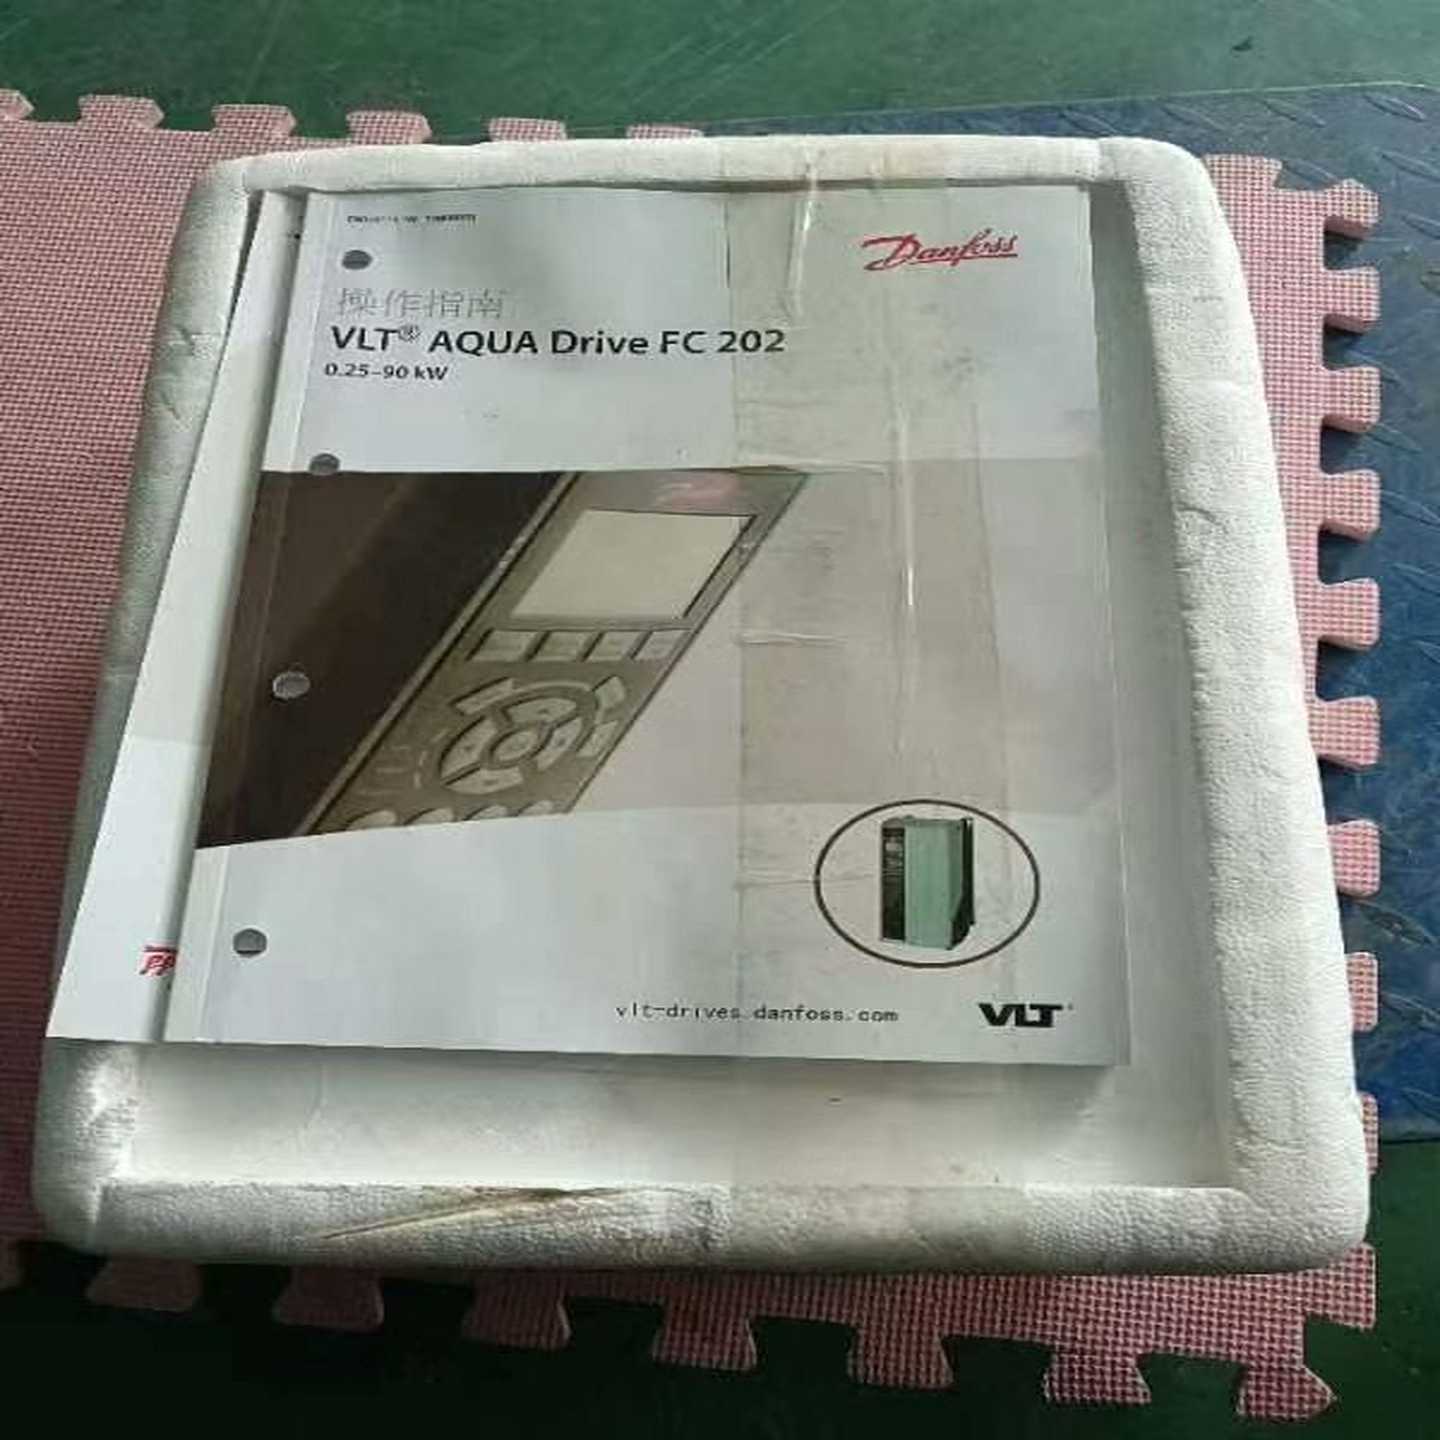 Danfoss
操作指南
VLT® AQUA Drive FC 202
0.25-90 kW
vlt-drives.danfoss.com
VLT